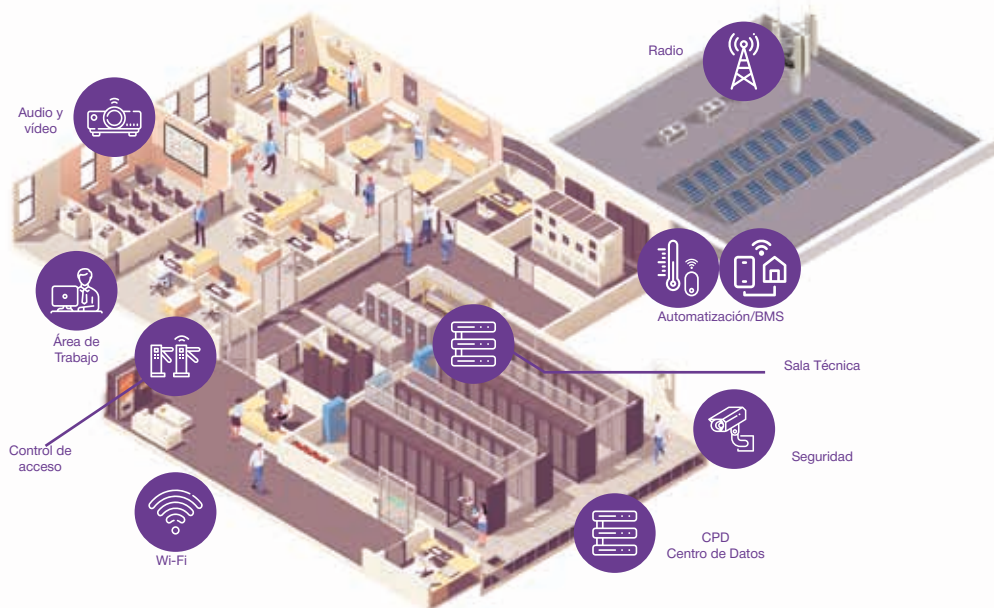 Radio
Audio y
vídeo
Automatización/BMS
Área de
Trabajo
Sala Técnica
Control de
acceso
Seguridad
Wi-Fi
CPD
Centro de Datos